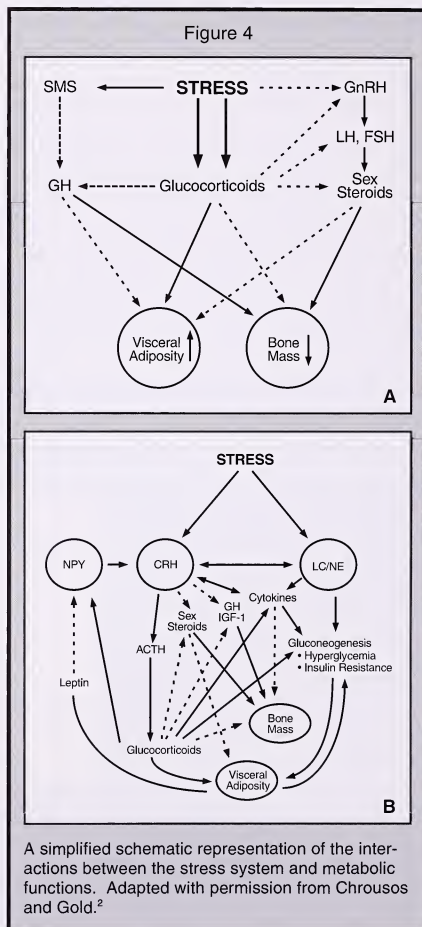 Figure 4
SMS
STRESS
GnRH
LH, FSH
GH
Glucocorticoids
Sex
Steroids
Visceral
Adiposity
Bone
Mass
A
STRESS
NPY
CRH
LC/NE
Sex
Steroids
GH
IGF-1
Cytokines
ACTH
Gluconeogenesis
• Hyperglycemia
• Insulin Resistance
Leptin
Bone
Mass
Glucocorticoids
Visceral
Adiposity
B
A simplified schematic representation of the inter-
actions between the stress system and metabolic
functions. Adapted with permission from Chrousos
and Gold.²